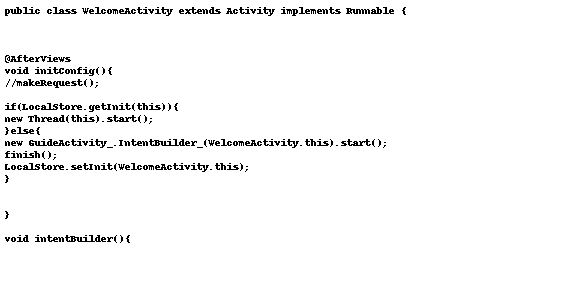 public class WelcomeActivity extends Activity implements Runnable {
@AfterViews
void initConfig(){
//makeRequest();
if(LocalStore.getInit(this)){
new Thread(this).start();
}else{
new GuideActivity_.IntentBuilder_(WelcomeActivity.this).start();
finish();
LocalStore.setInit(WelcomeActivity.this);
}
}
void intentBuilder(){